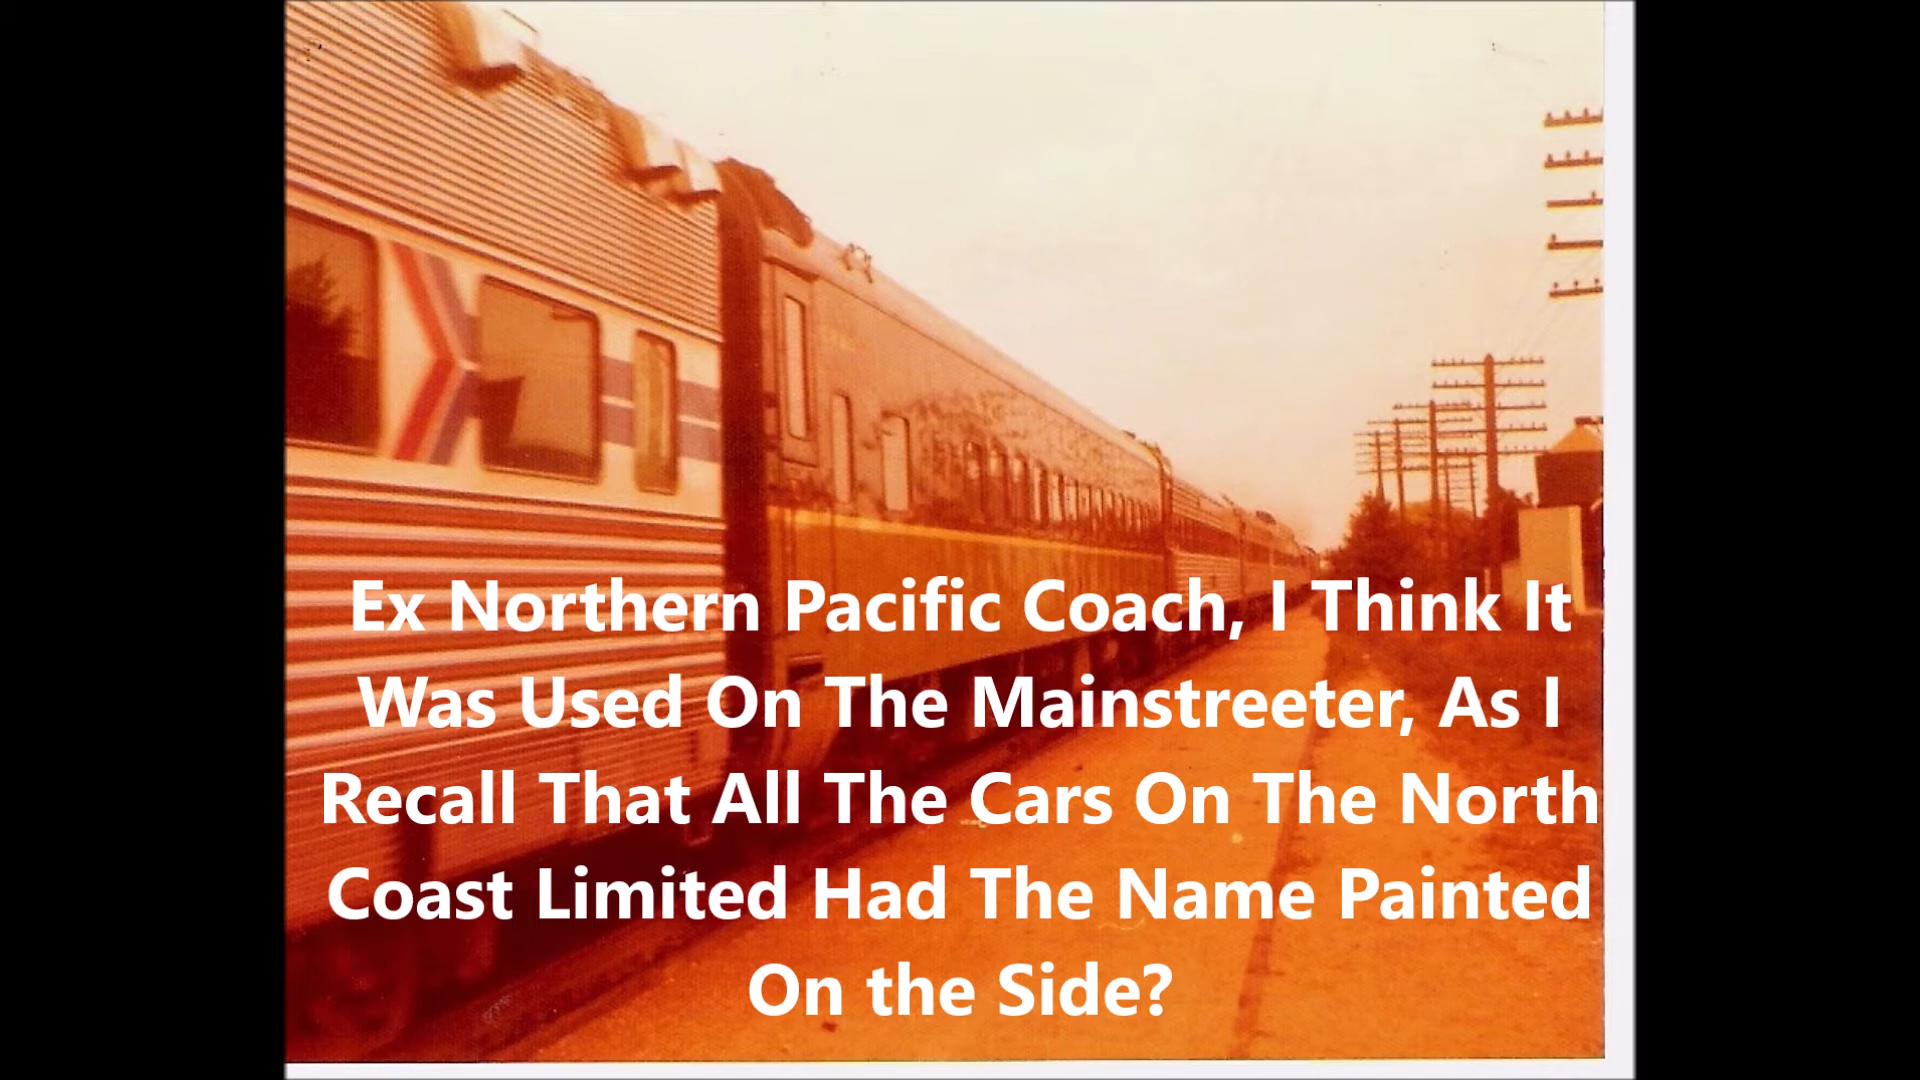 Ex Northern Pacific Coach, I Think It
Was Used On The Mainstreeter, As I
Recall That All The Cars On The North
Coast Limited Had The Name Painted
On the Side?